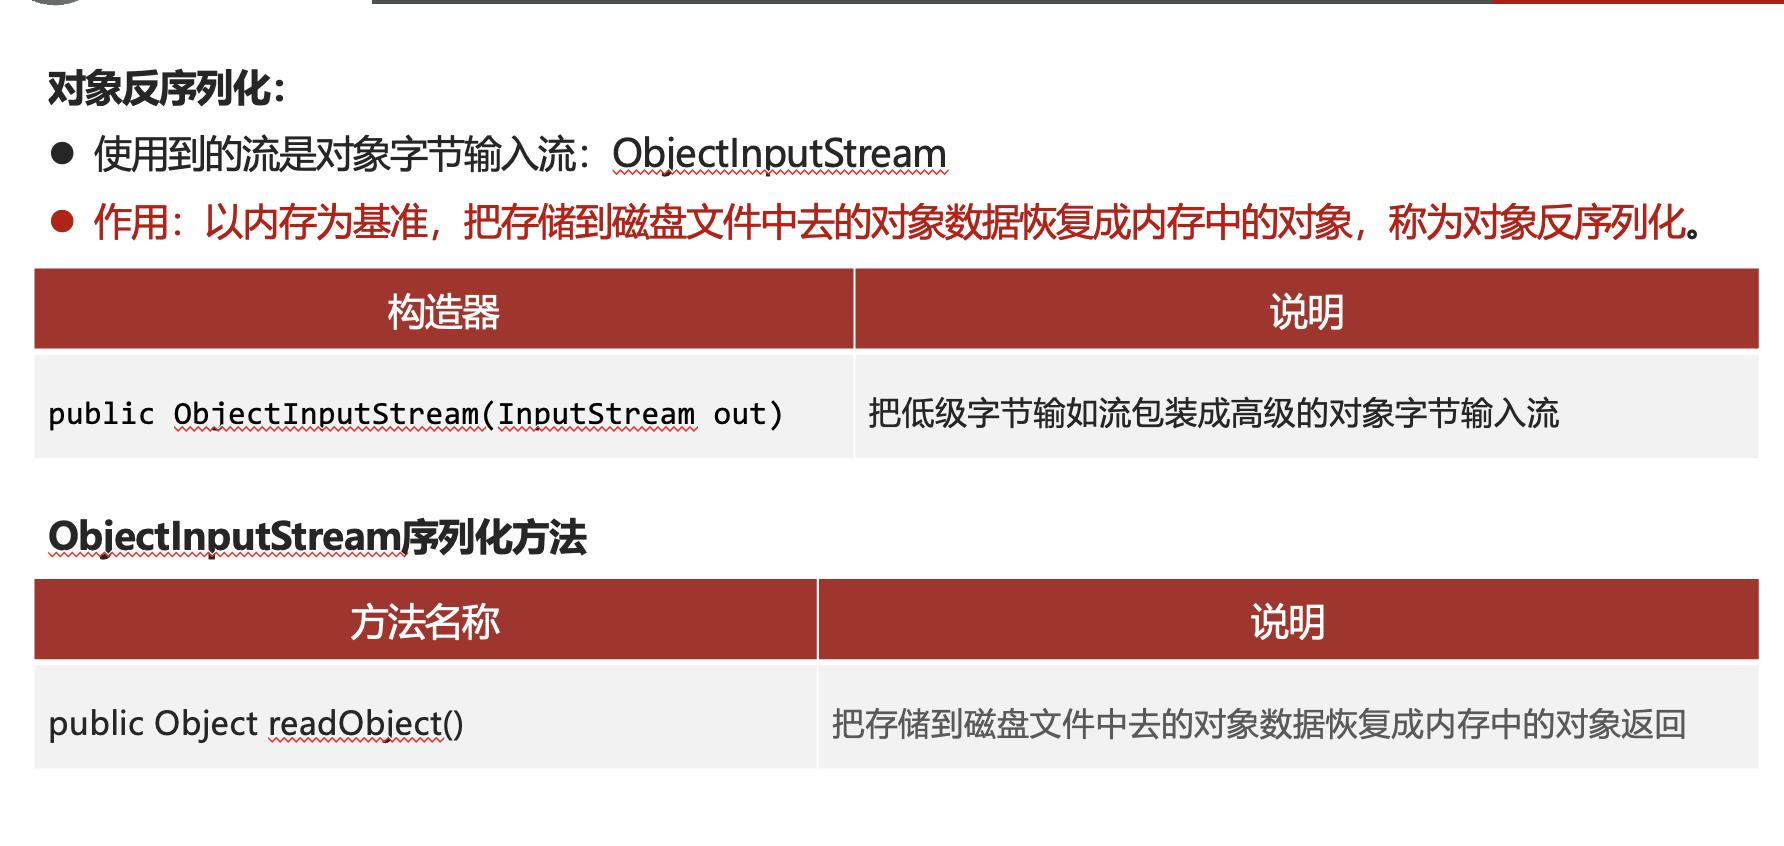 对象反序列化：
使用到的流是对象字节输入流：ObjectInputStream
作用：以内存为基准，把存储到磁盘文件中去的对象数据恢复成内存中的对象，称为对象反序列化。
构造器 说明
public ObjectInputStream(InputStream out) 把低级字节输如流包装成高级的对象字节输入流
ObjectInputStream序列化方法
方法名称 说明
public Object readObject() 把存储到磁盘文件中去的对象数据恢复成内存中的对象返回